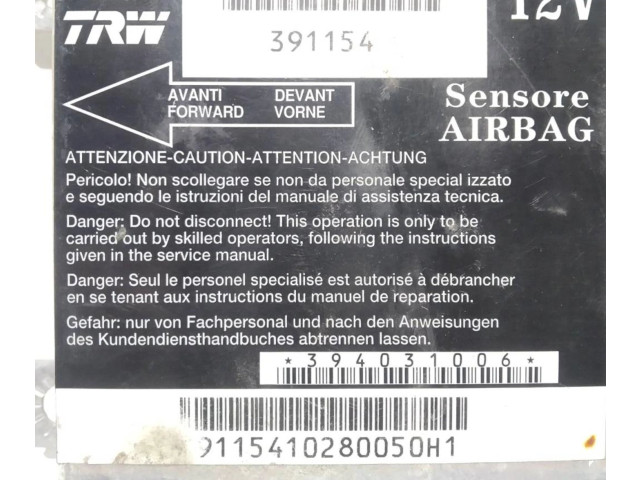 TRW
12V
391154
AVANTI DEVANT
FORWARD VORNE
Sensore
AIRBAG
ATTENZIONE-CAUTION-ATTENTION-ACHTUNG
Pericolo! Non scollegare se non da personale special izzato
e seguendo le istruzioni del manuale di assistenza tecnica.
Danger: Do not disconnect! This operation is only to be
carried out by skilled operators, following the instructions
given in the service manual.
Danger: Seul le personel specialisé est autorisé à débrancher
en se tenant aux instructions du manuel de reparation.
Gefahr: nur von Fachpersonal und nach den Anweisungen
des Kundendiensthandbuches abtrennen lassen.
*394031006*
9115410280050H1